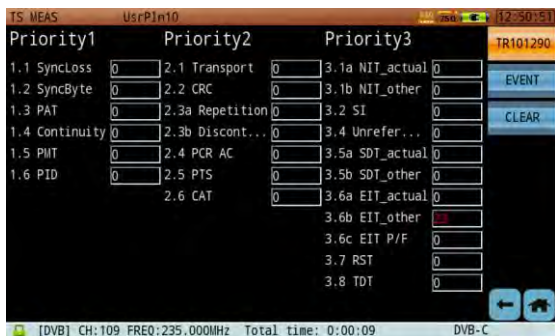 TS MEAS UsrPIn10 75Ω 12:50:51
Priority1 Priority2 Priority3 TR101290
1.1 SyncLoss 0 2.1 Transport 0 3.1a NIT_actual 0
1.2 SyncByte 0 2.2 CRC 0 3.1b NIT_other 0 EVENT
1.3 PAT 0 2.3a Repetition 0 3.2 SI 0 CLEAR
1.4 Continuity 0 2.3b Discont... 0 3.4 Unrefer... 0
1.5 PMT 0 2.4 PCR AC 0 3.5a SDT_actual 0
1.6 PID 0 2.5 PTS 0 3.5b SDT_other 0
2.6 CAT 0 3.6a EIT_actual 0
3.6b EIT_other
3.6c EIT P/F 0
3.7 RST 0
3.8 TDT 0
[DVB] CH:109 FREQ:235.000MHz Total time: 0:00:09 DVB-C